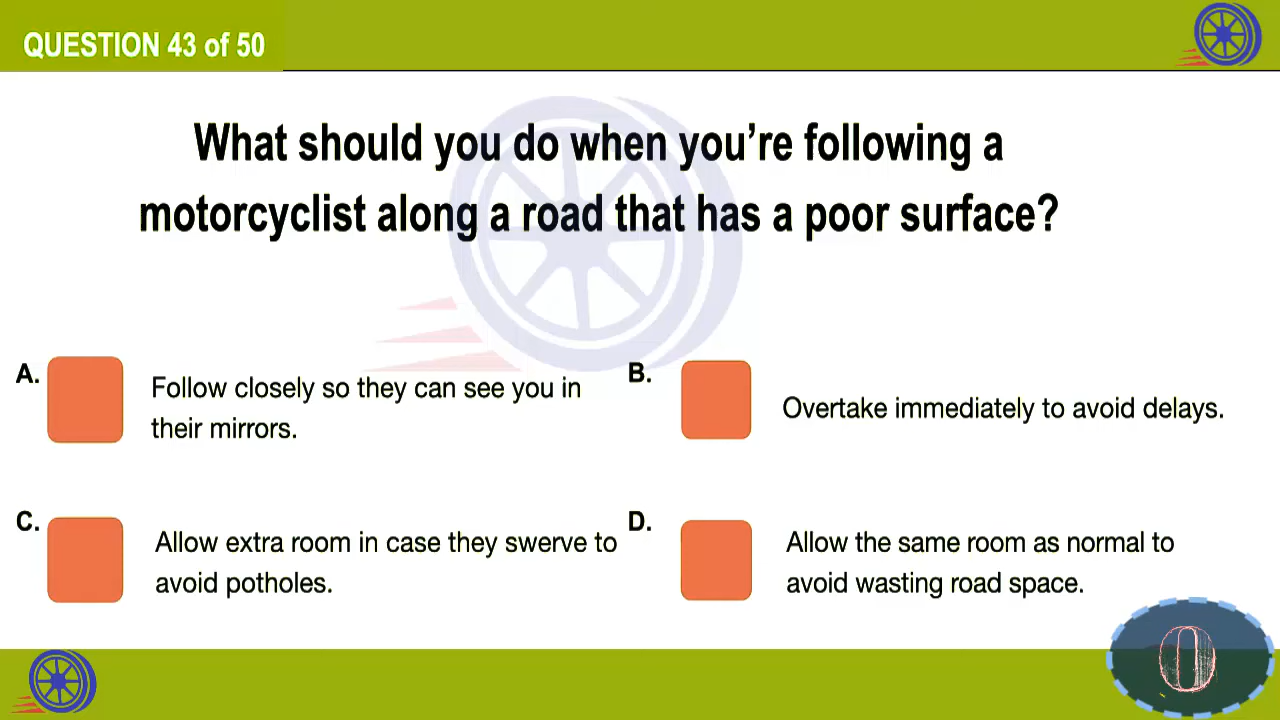 QUESTION 43 of 50
What should you do when you're following a
motorcyclist along a road that has a poor surface?
A.
Follow closely so they can see you in
their mirrors.
B.
Overtake immediately to avoid delays.
C.
Allow extra room in case they swerve to
avoid potholes.
D.
Allow the same room as normal to
avoid wasting road space.
0